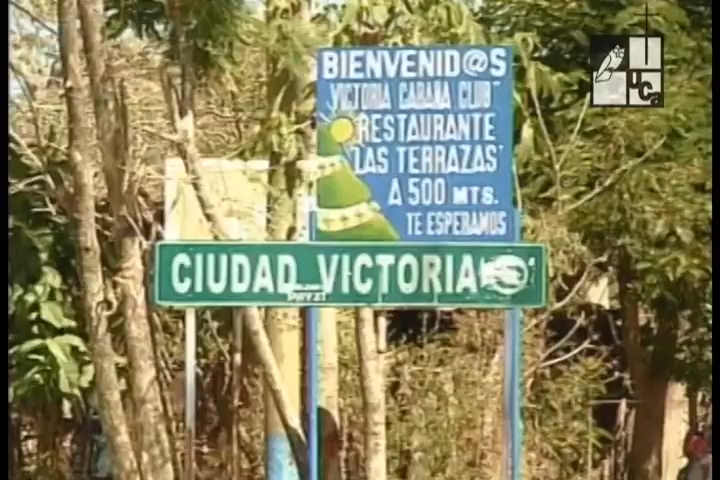 BIENVENID@S
"VICTORIA CABAÑA CLUB"
RESTAURANTE
"LAS TERRAZAS"
A 500 MTS.
TE ESPERAMOS
CIUDAD VICTORIA
UCa